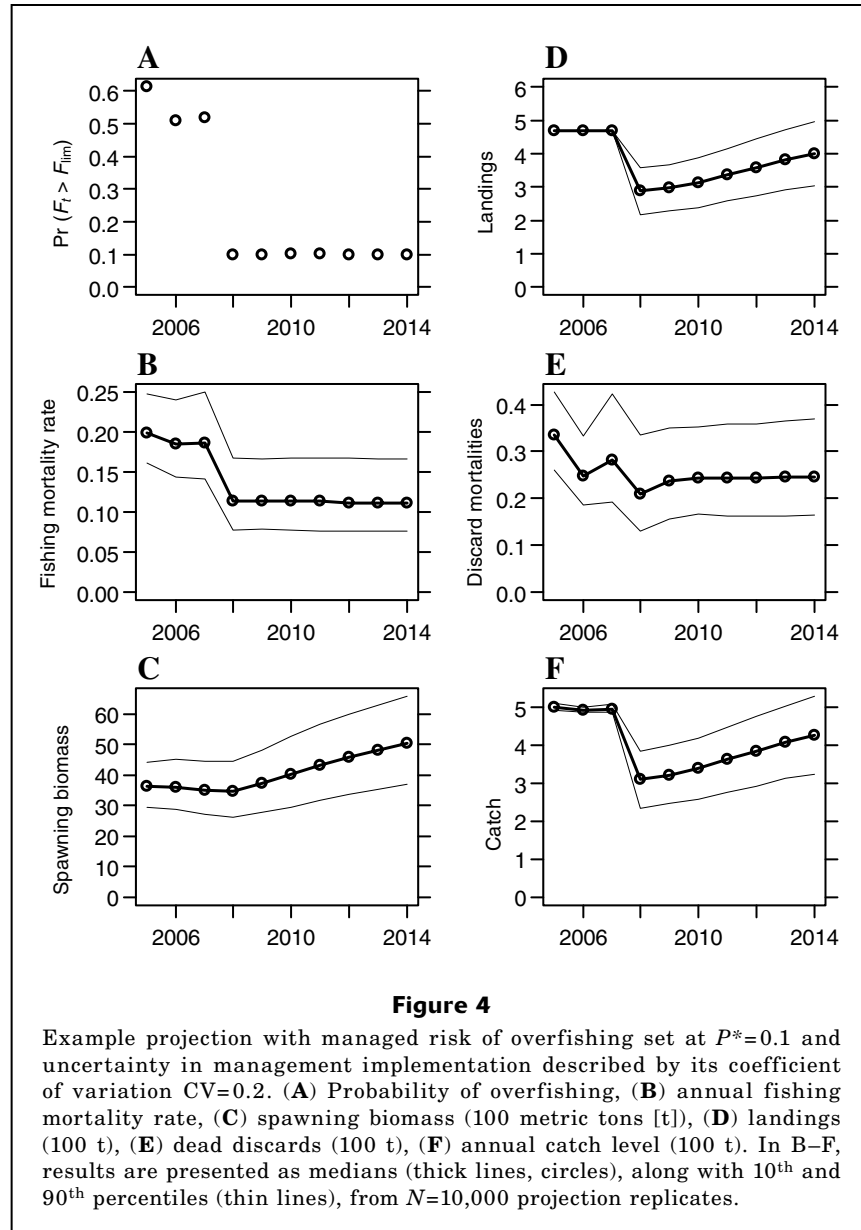 A
0.6
0.5
0.4
0.3
0.2
0.1
0.0
Pr (Ft > Flim)
2006 2010 2014
D
6
5
4
3
2
1
0
Landings
2006 2010 2014
B
0.25
0.20
0.15
0.10
0.05
0.00
Fishing mortality rate
2006 2010 2014
E
0.4
0.3
0.2
0.1
0.0
Discard mortalities
2006 2010 2014
C
60
50
40
30
20
10
0
Spawning biomass
2006 2010 2014
F
5
4
3
2
1
0
Catch
2006 2010 2014
Figure 4
Example projection with managed risk of overfishing set at P*=0.1 and
uncertainty in management implementation described by its coefficient
of variation CV=0.2. (A) Probability of overfishing, (B) annual fishing
mortality rate, (C) spawning biomass (100 metric tons [t]), (D) landings
(100 t), (E) dead discards (100 t), (F) annual catch level (100 t). In B–F,
results are presented as medians (thick lines, circles), along with 10th and
90th percentiles (thin lines), from N=10,000 projection replicates.